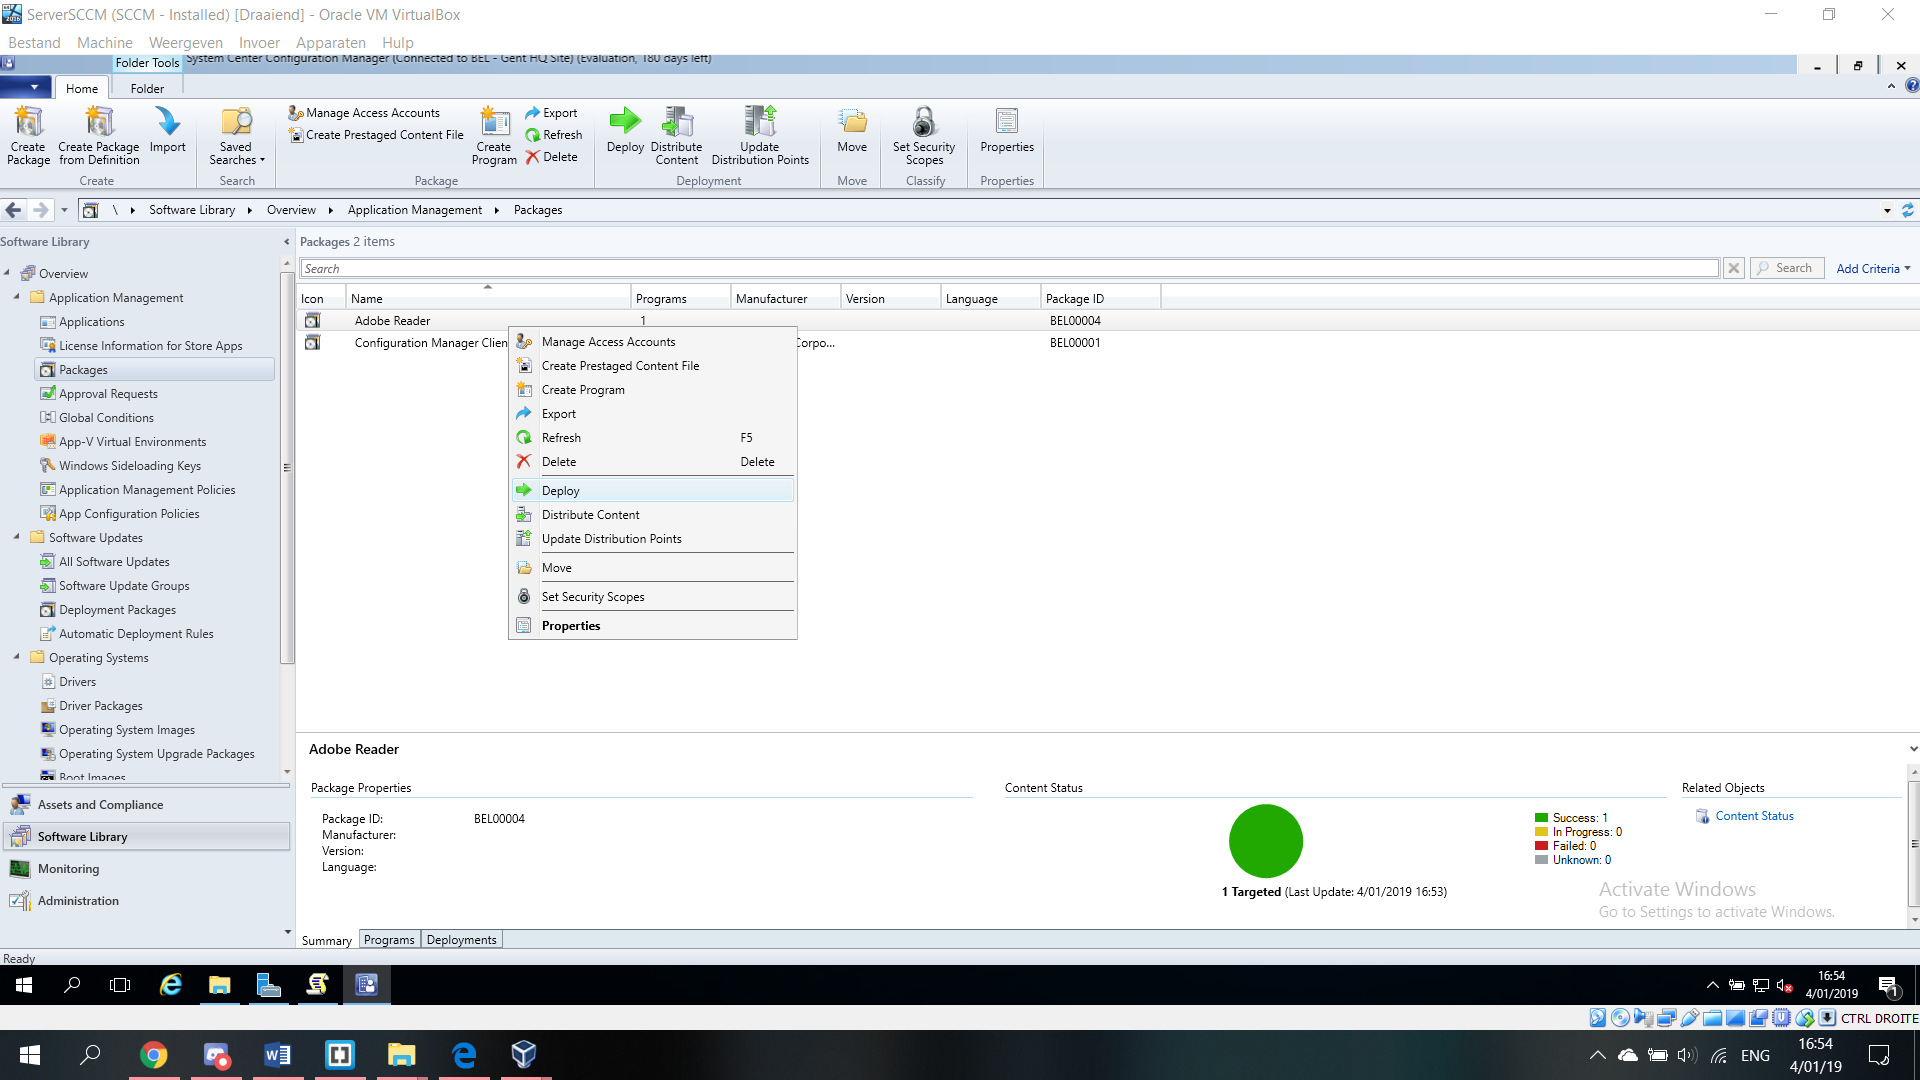 ServerSCCM (SCCM - Installed) [Draaiend] - Oracle VM VirtualBox
Bestand Machine Weergeven Invoer Apparaten Hulp
Folder Tools System Center Configuration Manager (Connected to BEL - Gent HQ Site) (Evaluation, 180 days left)
Home Folder
Create Package
Create Package from Definition
Import
Create
Saved Searches
Search
Manage Access Accounts
Create Prestaged Content File
Create Program
Export
Refresh
Delete
Package
Deploy
Distribute Content
Update Distribution Points
Deployment
Move
Move
Set Security Scopes
Classify
Properties
Properties
\ Software Library Overview Application Management Packages
Software Library
Overview
Application Management
Applications
License Information for Store Apps
Packages
Approval Requests
Global Conditions
App-V Virtual Environments
Windows Sideloading Keys
Application Management Policies
App Configuration Policies
Software Updates
All Software Updates
Software Update Groups
Deployment Packages
Automatic Deployment Rules
Operating Systems
Drivers
Driver Packages
Operating System Images
Operating System Upgrade Packages
Boot Images
Assets and Compliance
Software Library
Monitoring
Administration
Packages 2 items
Search Search Add Criteria
Icon Name Programs Manufacturer Version Language Package ID
Adobe Reader 1 BEL00004
Configuration Manager Clien Corpo... BEL00001
Manage Access Accounts
Create Prestaged Content File
Create Program
Export
Refresh F5
Delete Delete
Deploy
Distribute Content
Update Distribution Points
Move
Set Security Scopes
Properties
Adobe Reader
Package Properties
Package ID: BEL00004
Manufacturer:
Version:
Language:
Content Status
Success: 1
In Progress: 0
Failed: 0
Unknown: 0
1 Targeted (Last Update: 4/01/2019 16:53)
Related Objects
Content Status
Activate Windows
Go to Settings to activate Windows.
Summary Programs Deployments
Ready
16:54
4/01/2019
1
CTRL DROITE
ENG
16:54
4/01/19